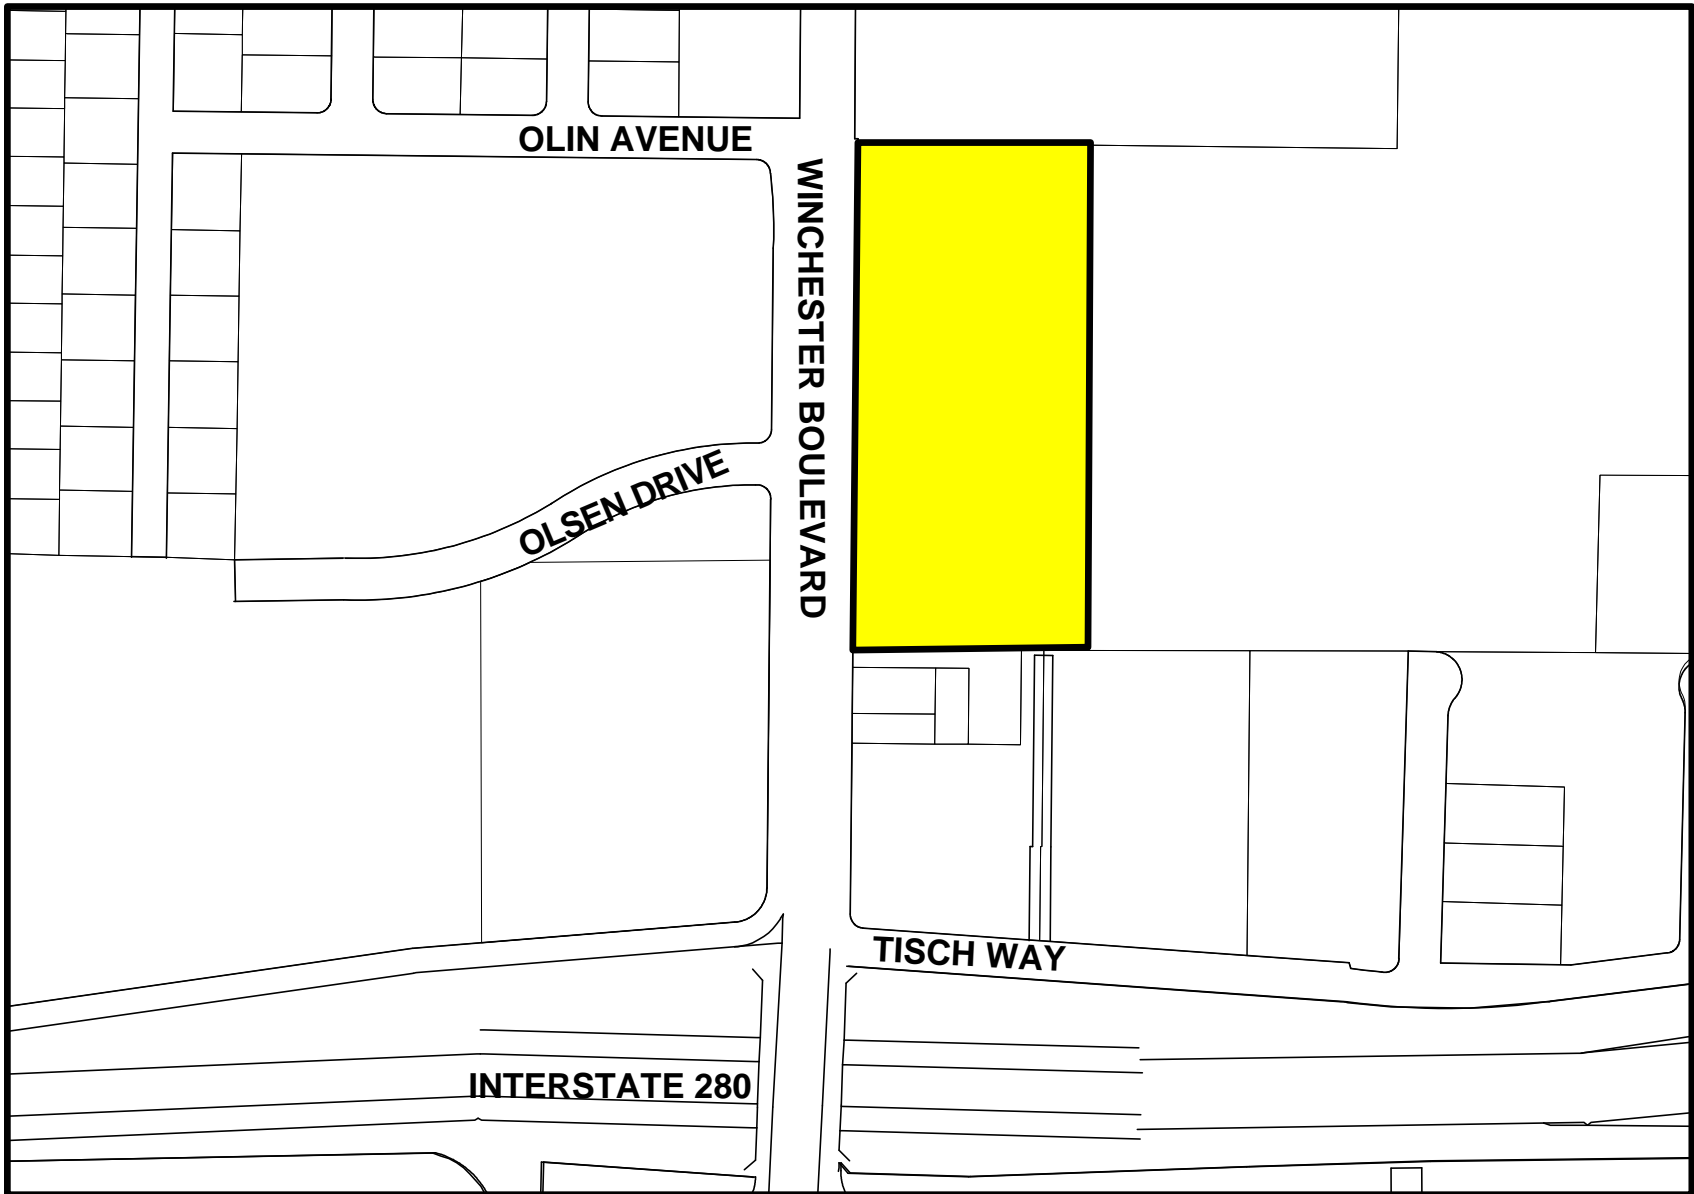 OLIN AVENUE
WINCHESTER BOULEVARD
OLSEN DRIVE
TISCH WAY
INTERSTATE 280